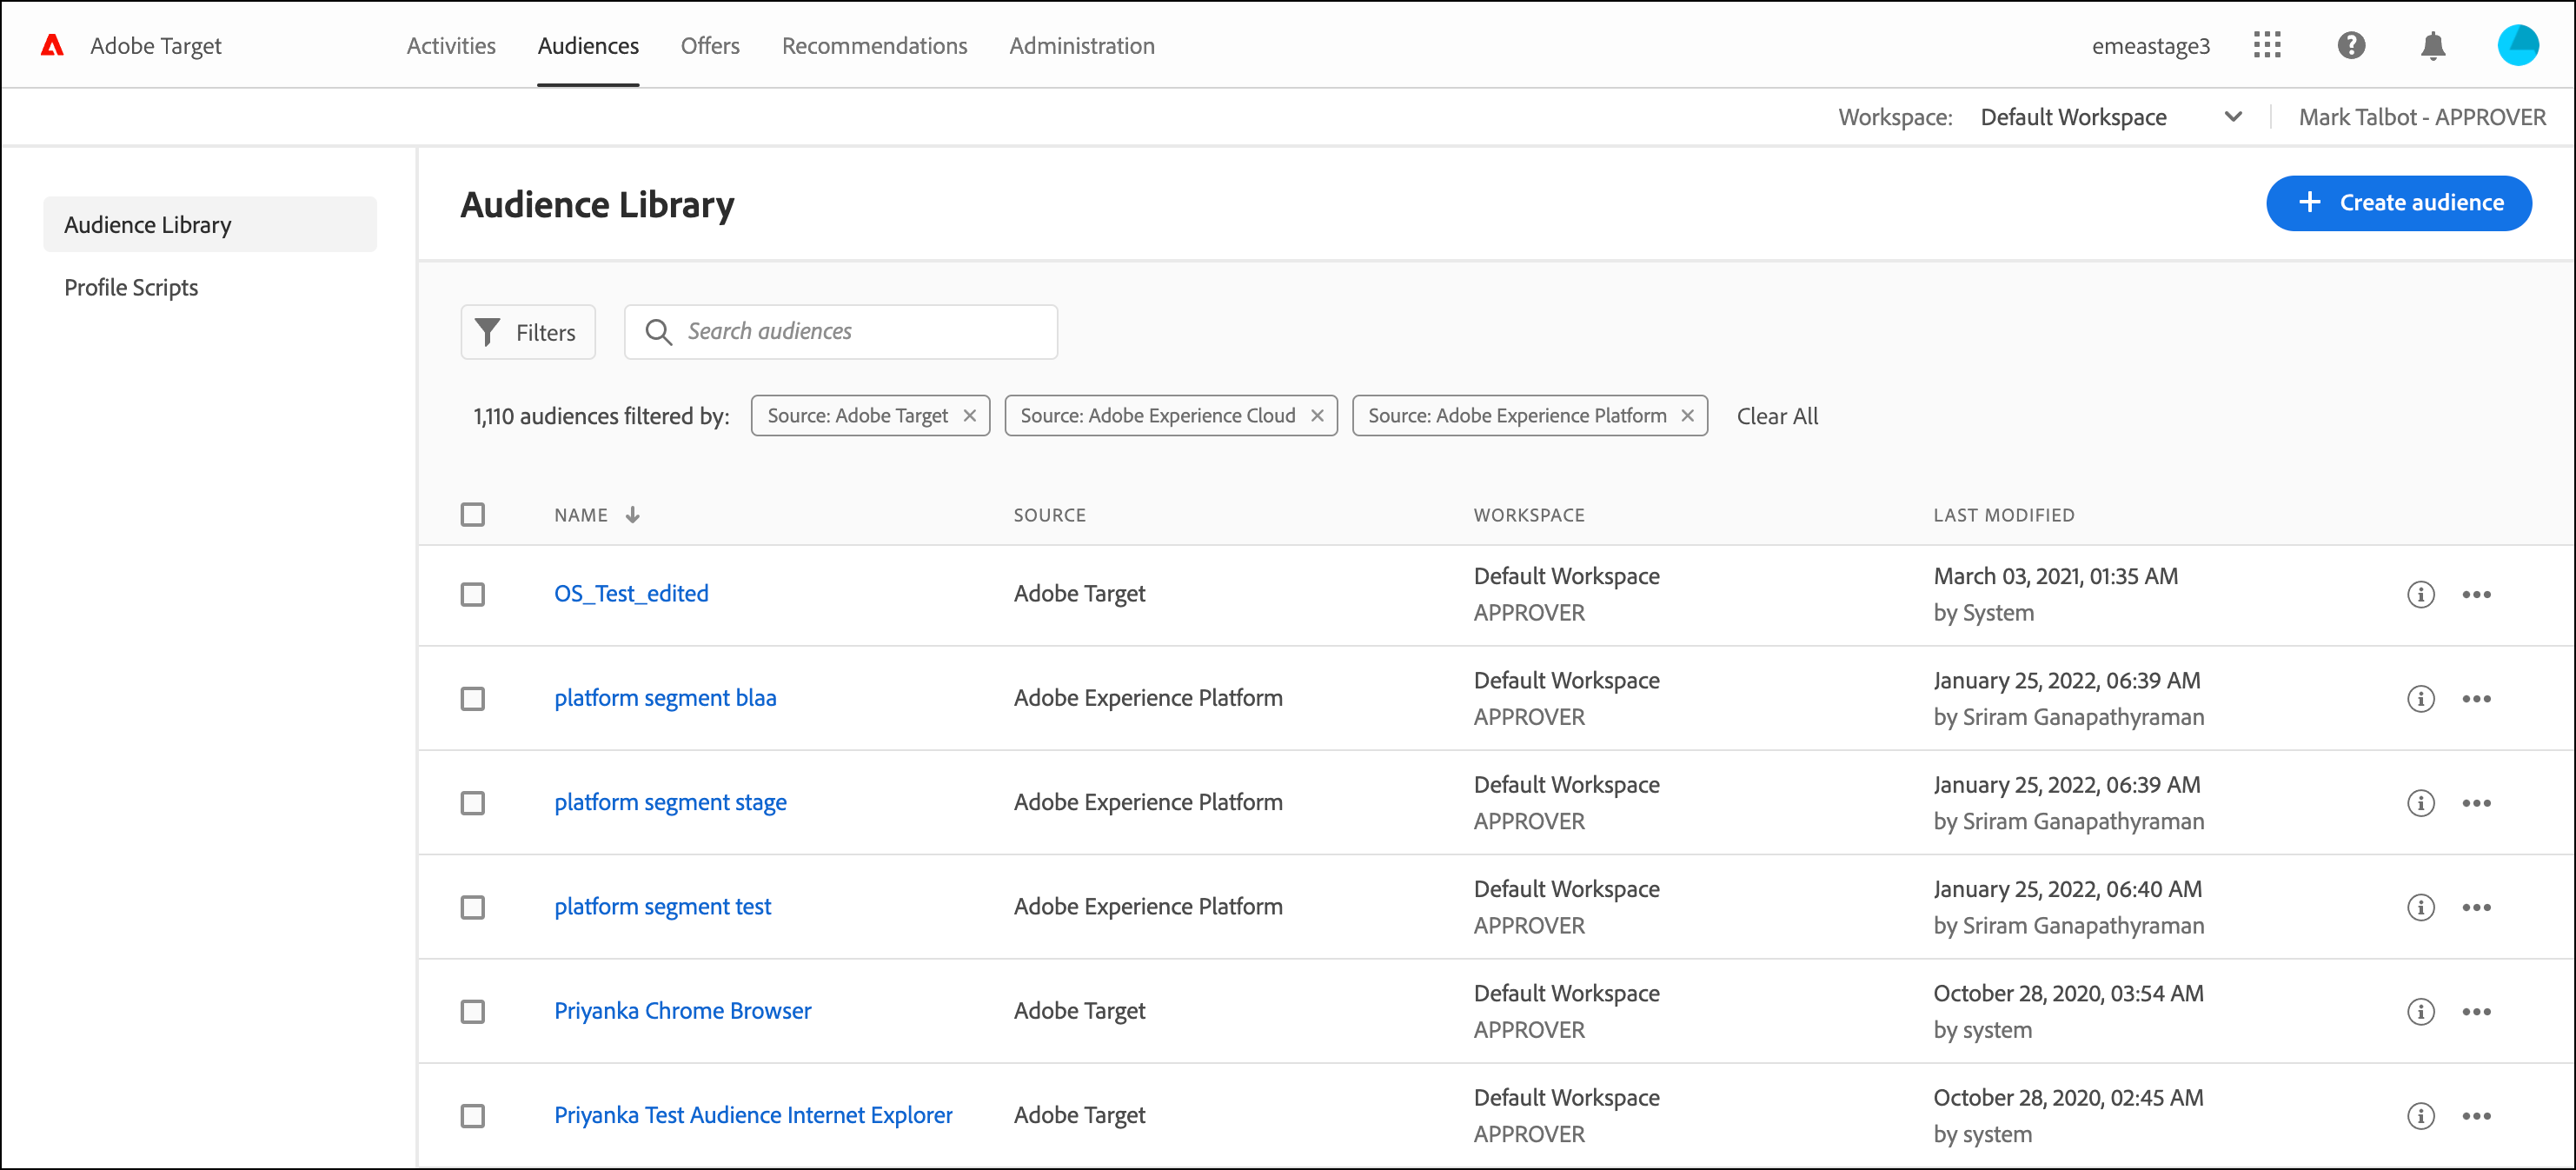 Adobe Target Activities Audiences Offers Recommendations Administration emeastage3
Workspace: Default Workspace Mark Talbot - APPROVER
Audience Library
Profile Scripts
Audience Library
Create audience
Filters Search audiences
1,110 audiences filtered by: Source: Adobe Target Source: Adobe Experience Cloud Source: Adobe Experience Platform Clear All
NAME SOURCE WORKSPACE LAST MODIFIED
OS_Test_edited Adobe Target Default Workspace March 03, 2021, 01:35 AM
APPROVER by System
platform segment blaa Adobe Experience Platform Default Workspace January 25, 2022, 06:39 AM
APPROVER by Sriram Ganapathyraman
platform segment stage Adobe Experience Platform Default Workspace January 25, 2022, 06:39 AM
APPROVER by Sriram Ganapathyraman
platform segment test Adobe Experience Platform Default Workspace January 25, 2022, 06:40 AM
APPROVER by Sriram Ganapathyraman
Priyanka Chrome Browser Adobe Target Default Workspace October 28, 2020, 03:54 AM
APPROVER by system
Priyanka Test Audience Internet Explorer Adobe Target Default Workspace October 28, 2020, 02:45 AM
APPROVER by system